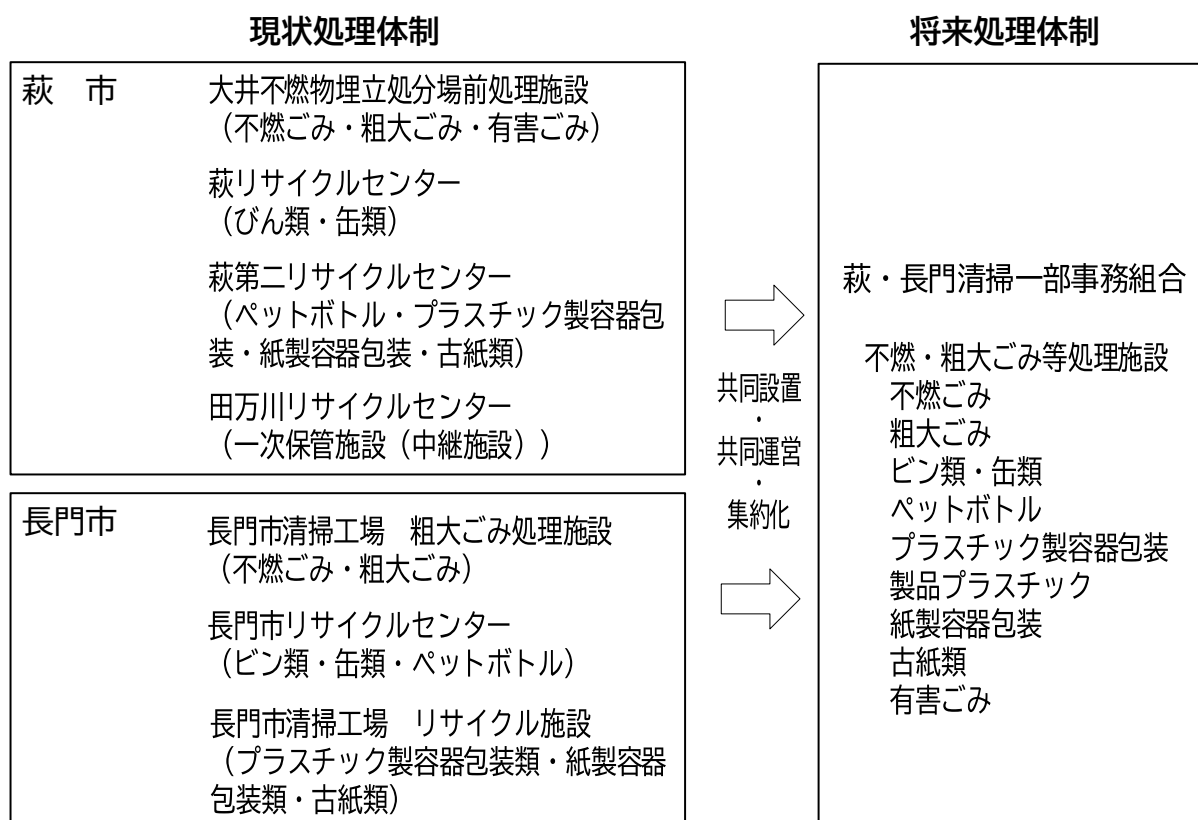 現状処理体制
萩　市
大井不燃物埋立処分場前処理施設
（不燃ごみ・粗大ごみ・有害ごみ）
萩リサイクルセンター
（びん類・缶類）
萩第二リサイクルセンター
（ペットボトル・プラスチック製容器包
装・紙製容器包装・古紙類）
田万川リサイクルセンター
（一次保管施設（中継施設））
長門市
長門市清掃工場　粗大ごみ処理施設
（不燃ごみ・粗大ごみ）
長門市リサイクルセンター
（ビン類・缶類・ペットボトル）
長門市清掃工場　リサイクル施設
（プラスチック製容器包装類・紙製容器
包装類・古紙類）
共同設置
・
共同運営
・
集約化
将来処理体制
萩・長門清掃一部事務組合
不燃・粗大ごみ等処理施設
不燃ごみ
粗大ごみ
ビン類・缶類
ペットボトル
プラスチック製容器包装
製品プラスチック
紙製容器包装
古紙類
有害ごみ